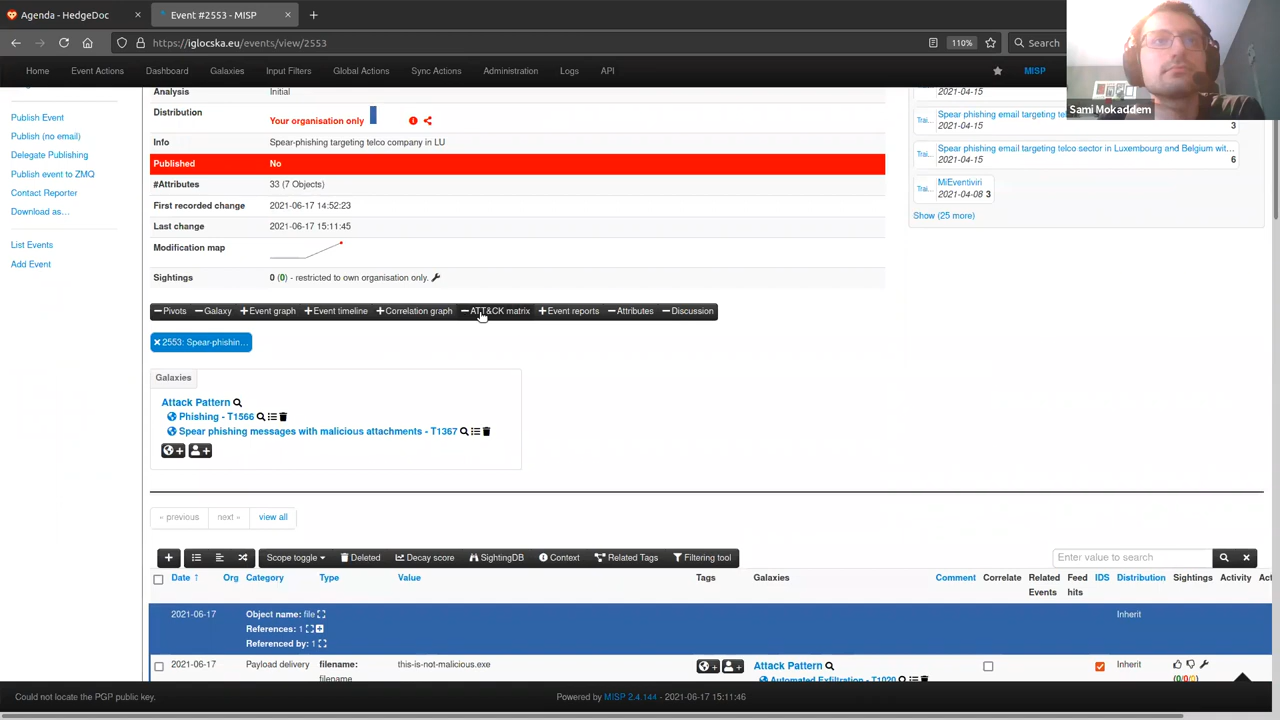 Agenda - HedgeDoc
Event #2553 - MISP
https://iglocska.eu/events/view/2553
110%
Search
Home
Event Actions
Dashboard
Galaxies
Input Filters
Global Actions
Sync Actions
Administration
Logs
API
MISP
Sami Mokaddem
Publish Event
Publish (no email)
Delegate Publishing
Publish event to ZMQ
Contact Reporter
Download as...
List Events
Add Event
Analysis Initial
Distribution Your organisation only
Info Spear-phishing targeting telco company in LU
Published No
#Attributes 33 (7 Objects)
First recorded change 2021-06-17 14:52:23
Last change 2021-06-17 15:11:45
Modification map
Sightings 0 (0) - restricted to own organisation only.
2021-04-15
Trai... Spear phishing email targeting te
2021-04-15 3
Trai... Spear phishing email targeting telco sector in Luxembourg and Belgium wit...
2021-04-15 6
Trai... MiEventiviri
2021-04-08 3
Show (25 more)
Pivots Galaxy Event graph Event timeline Correlation graph ATT&CK matrix Event reports Attributes Discussion
2553: Spear-phishin...
Galaxies
Attack Pattern
Phishing - T1566
Spear phishing messages with malicious attachments - T1367
« previous next » view all
Scope toggle Deleted Decay score SightingDB Context Related Tags Filtering tool
Enter value to search
Date Org Category Type Value Tags Galaxies Comment Correlate Related Events Feed hits IDS Distribution Sightings Activity Act
2021-06-17 Object name: file Inherit
References: 1
Referenced by: 1
2021-06-17 Payload delivery filename: this-is-not-malicious.exe Attack Pattern Inherit
filename Automated Exfiltration - T1020 (0/0/0)
Could not locate the PGP public key.
Powered by MISP 2.4.144 - 2021-06-17 15:11:46